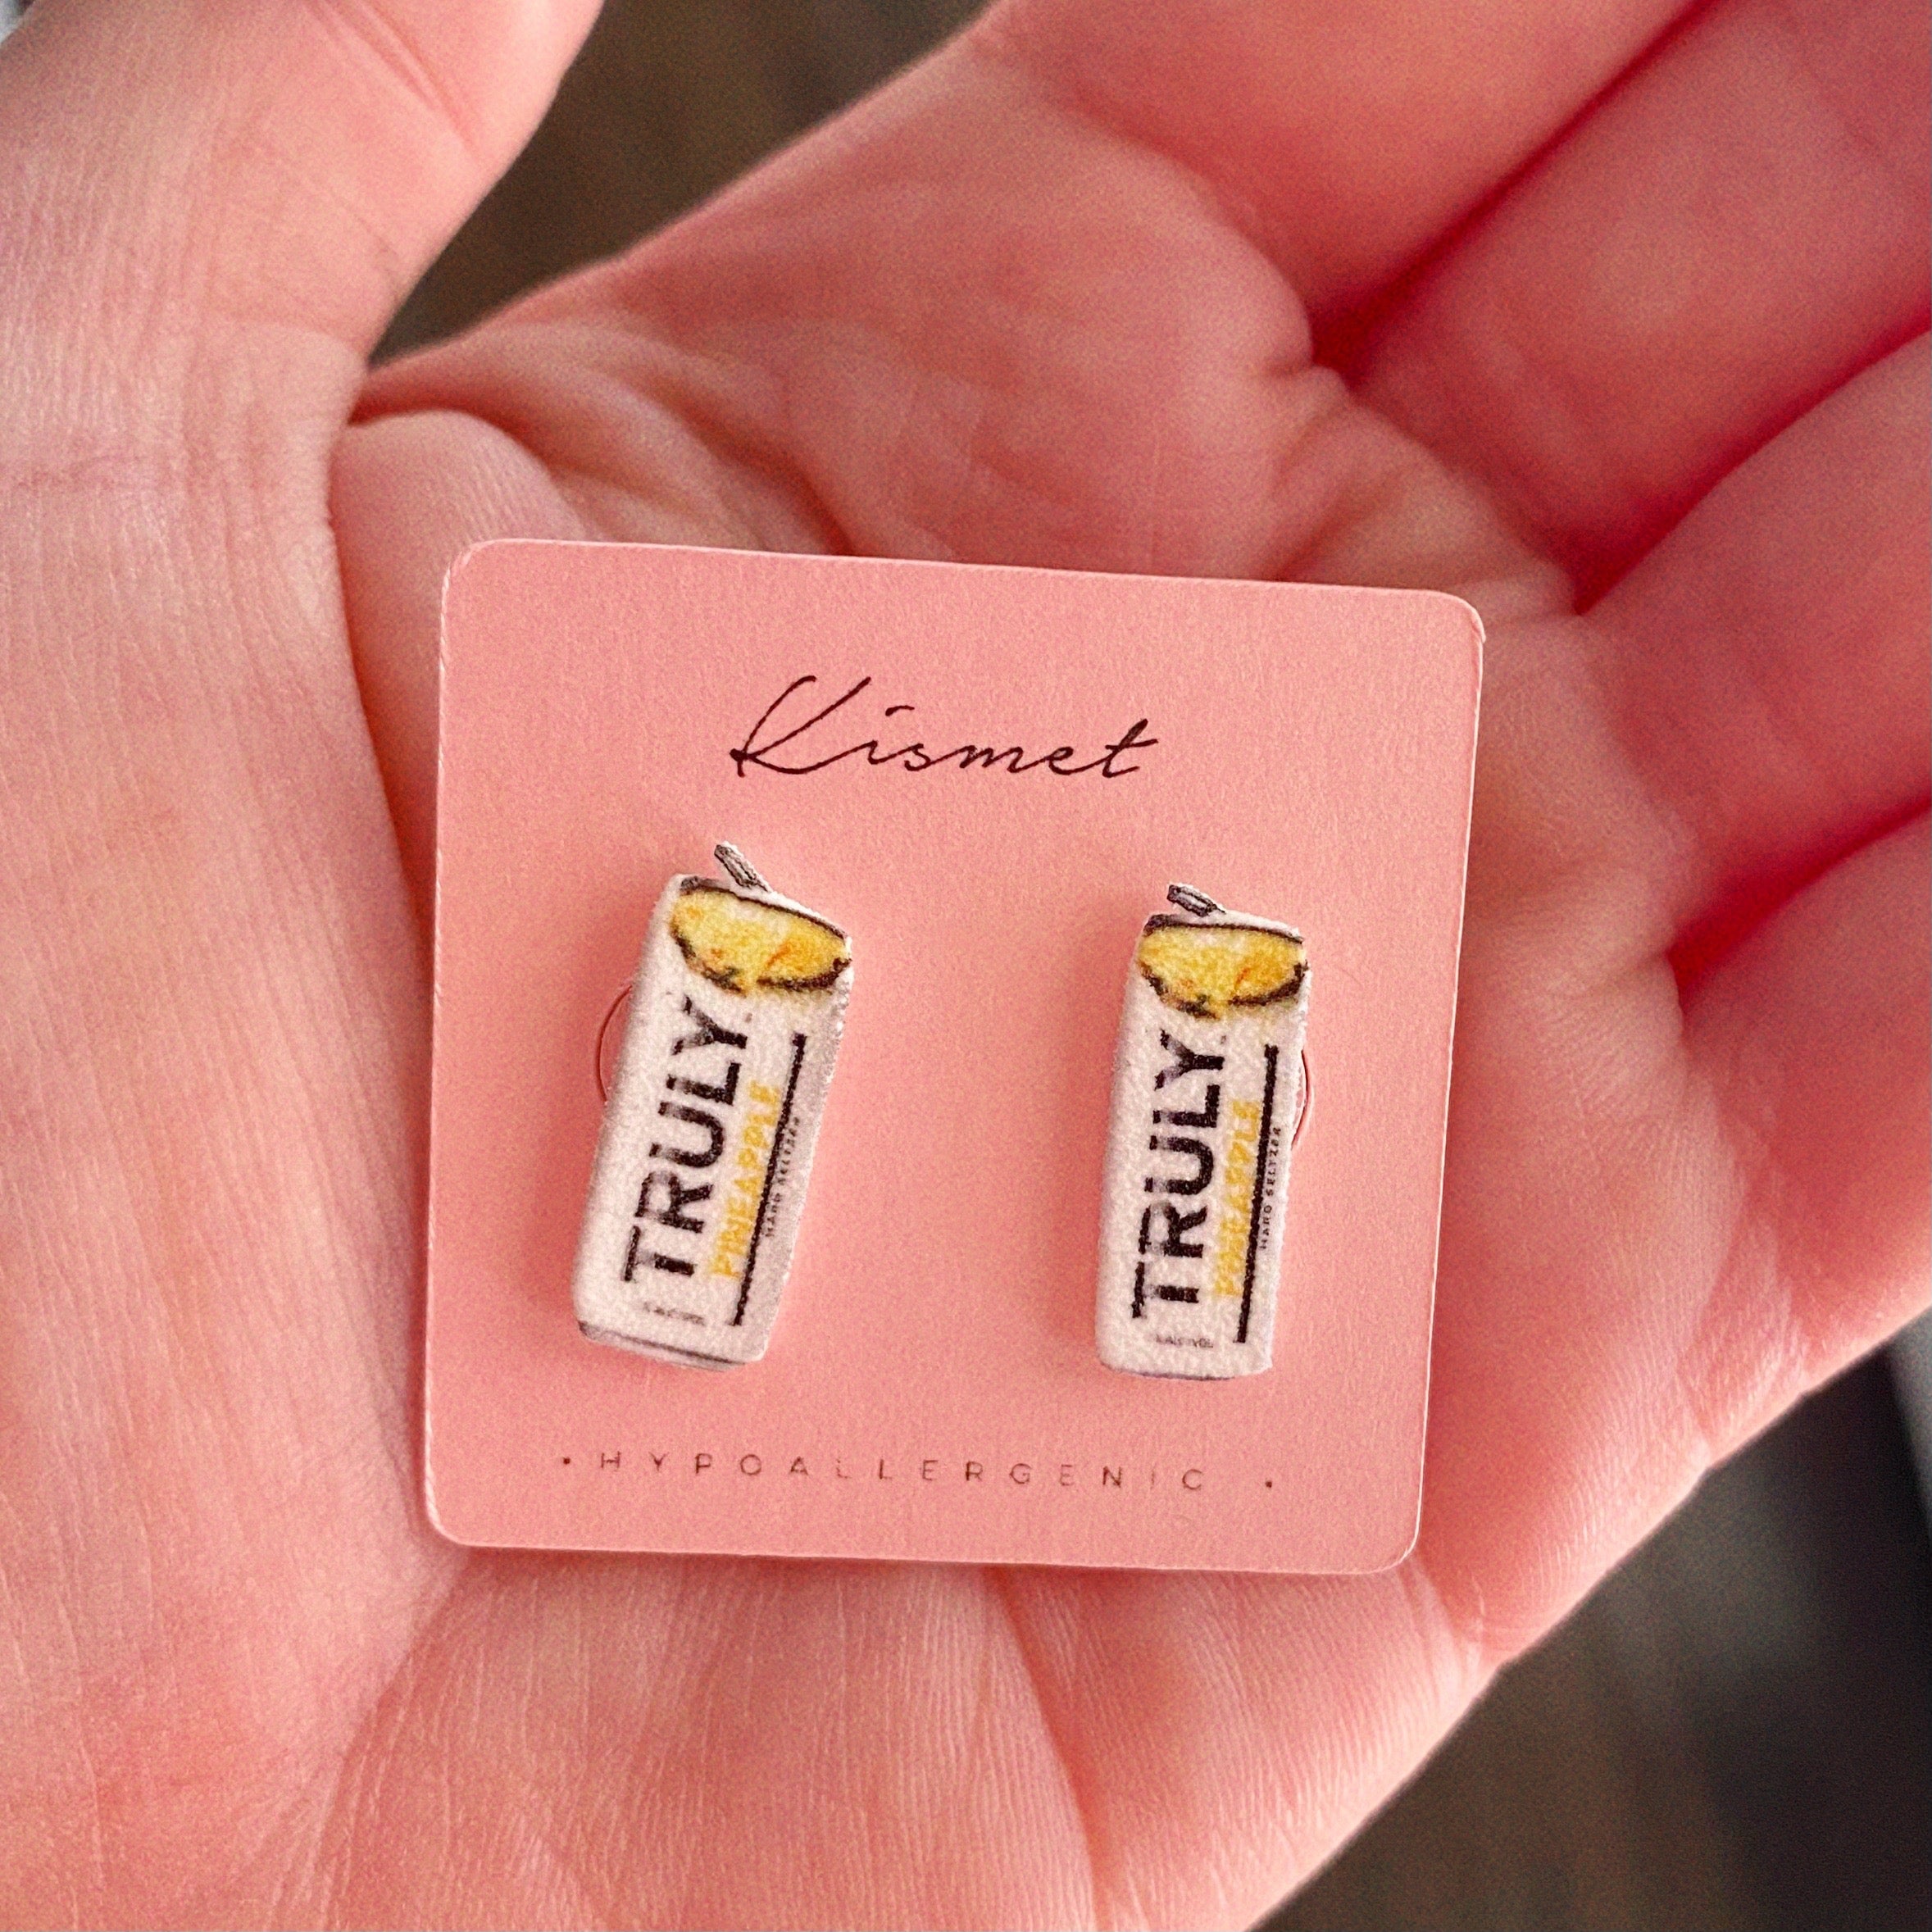 Kismet
TRULY
PINEAPPLE
HARD SELTZER
TRULY
PINEAPPLE
HARD SELTZER
• HYPOALLERGENIC •